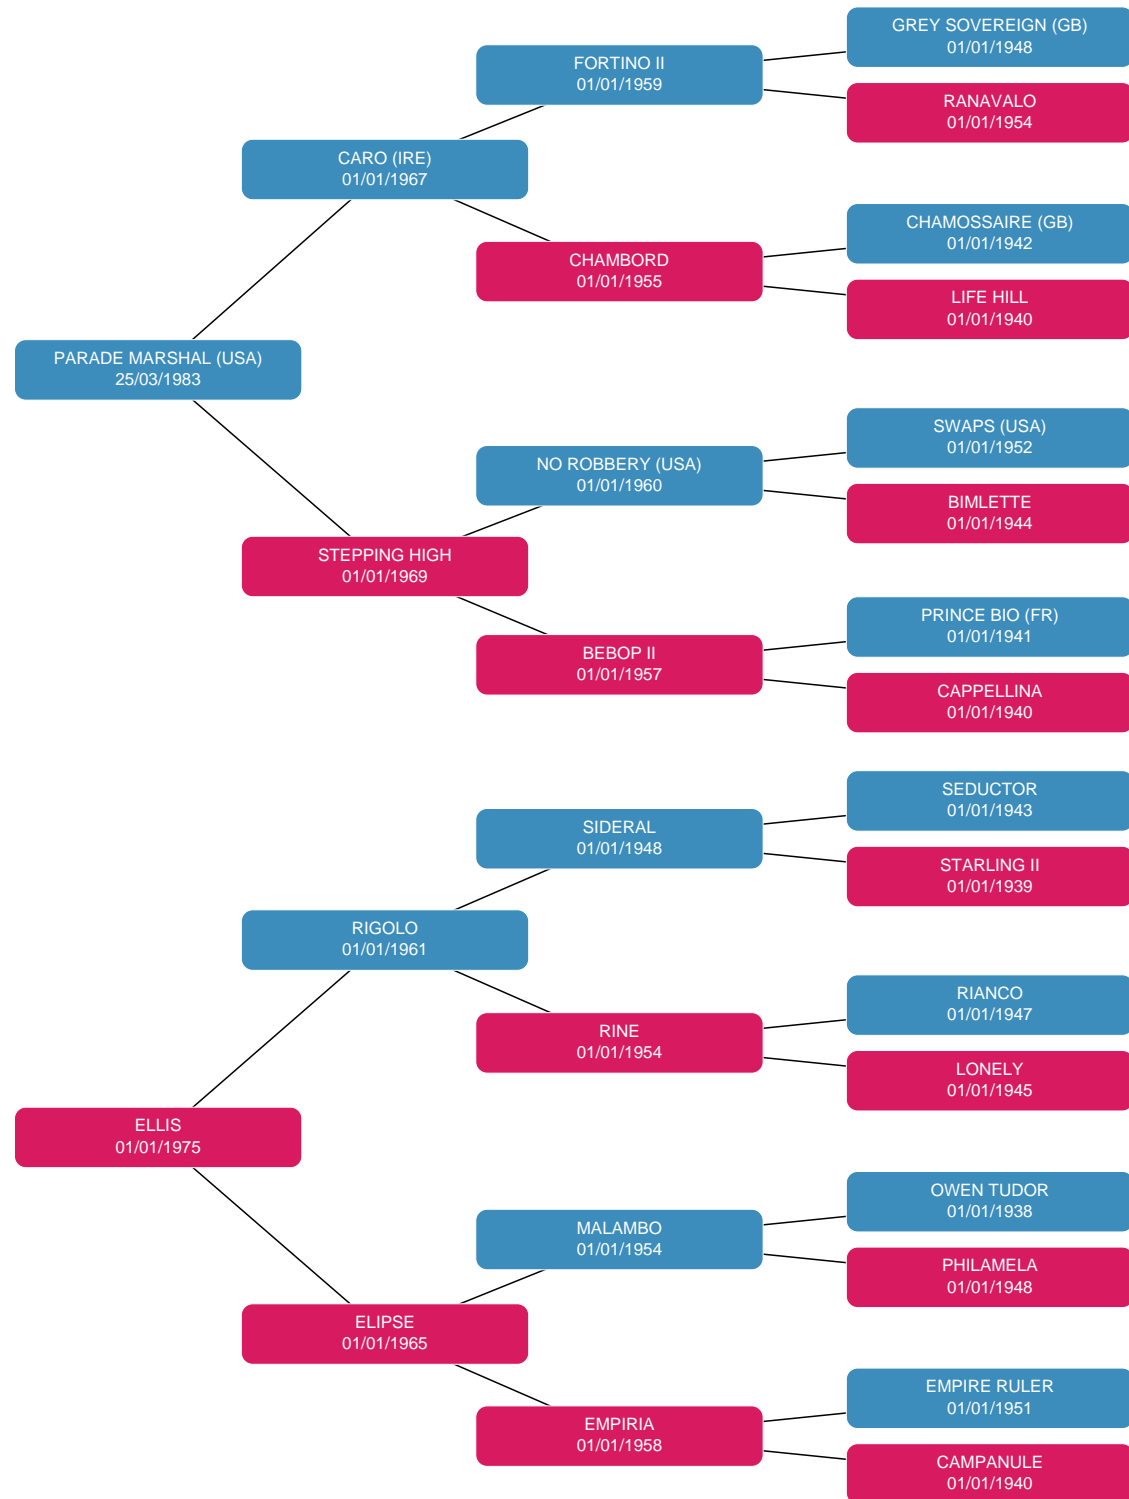 GREY SOVEREIGN (GB)
01/01/1948
FORTINO II
01/01/1959
RANAVALO
01/01/1954
CARO (IRE)
01/01/1967
CHAMOSSAIRE (GB)
01/01/1942
CHAMBORD
01/01/1955
LIFE HILL
01/01/1940
PARADE MARSHAL (USA)
25/03/1983
SWAPS (USA)
01/01/1952
NO ROBBERY (USA)
01/01/1960
BIMLETTE
01/01/1944
STEPPING HIGH
01/01/1969
PRINCE BIO (FR)
01/01/1941
BEBOP II
01/01/1957
CAPPELLINA
01/01/1940
SEDUCTOR
01/01/1943
SIDERAL
01/01/1948
STARLING II
01/01/1939
RIGOLO
01/01/1961
RIANCO
01/01/1947
RINE
01/01/1954
LONELY
01/01/1945
ELLIS
01/01/1975
OWEN TUDOR
01/01/1938
MALAMBO
01/01/1954
PHILAMELA
01/01/1948
ELIPSE
01/01/1965
EMPIRE RULER
01/01/1951
EMPIRIA
01/01/1958
CAMPANULE
01/01/1940